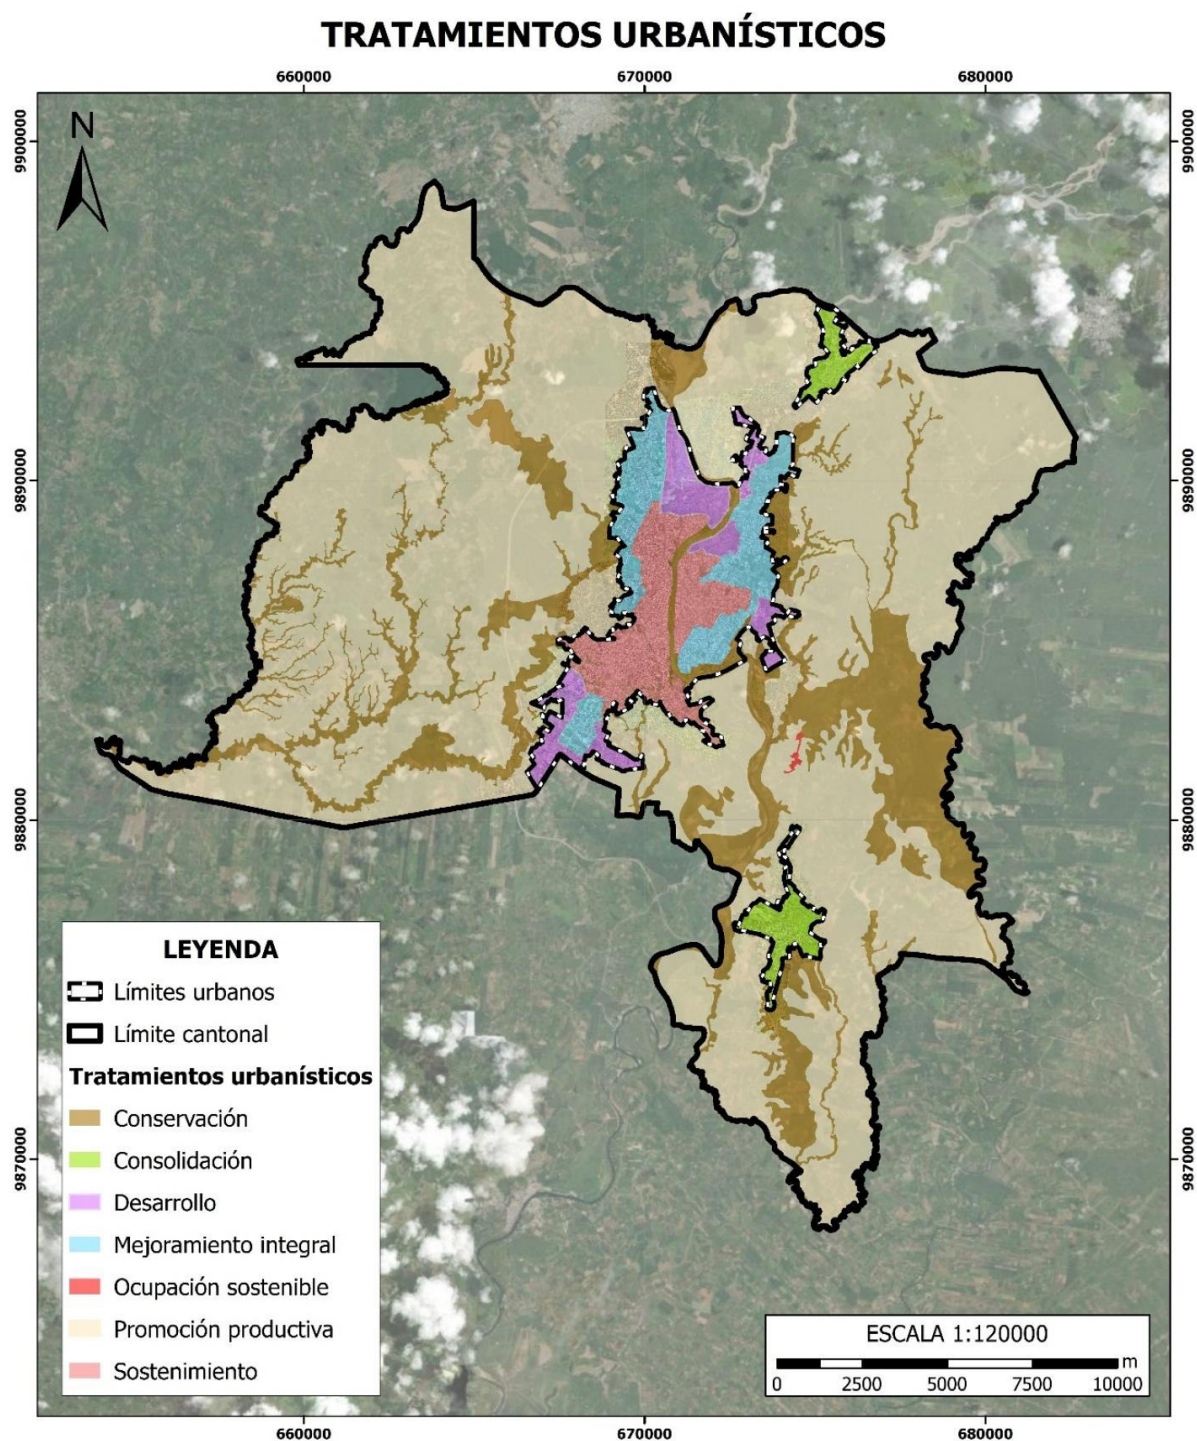 TRATAMIENTOS URBANÍSTICOS
660000
670000
680000
N
9900000
9900000
9890000
9890000
9880000
9880000
9870000
9870000
LEYENDA
Límites urbanos
Límite cantonal
Tratamientos urbanísticos
Conservación
Consolidación
Desarrollo
Mejoramiento integral
Ocupación sostenible
Promoción productiva
Sostenimiento
ESCALA 1:120000
m
0 2500 5000 7500 10000
660000
670000
680000